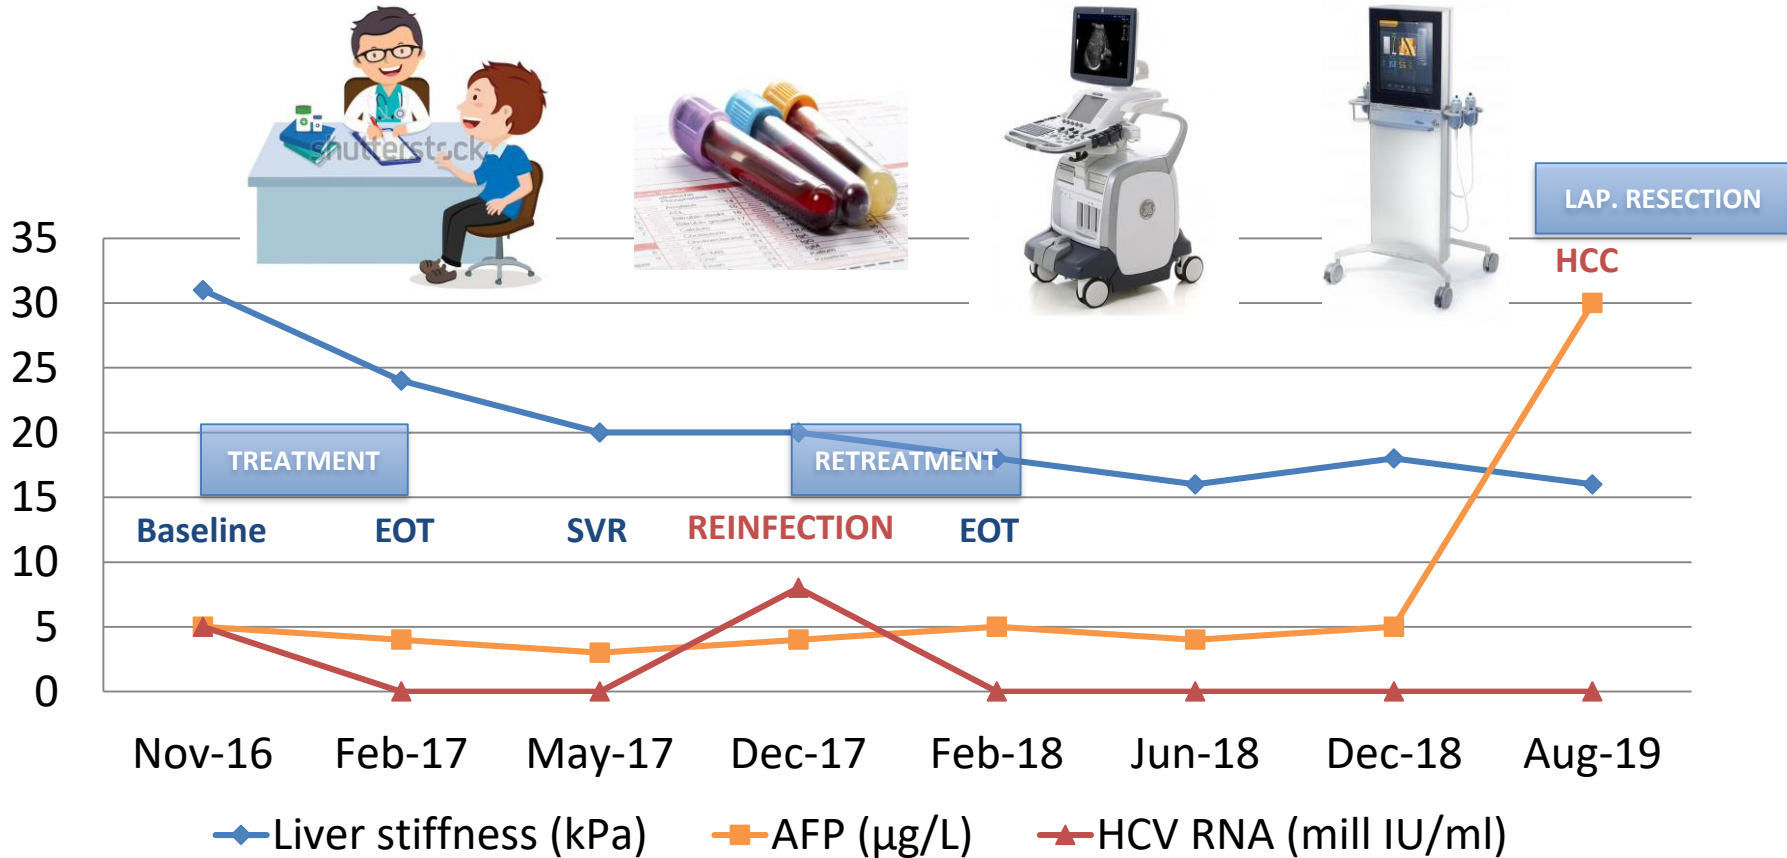 shutterstock
LAP. RESECTION
HCC
35
30
25
20
15
10
5
0
TREATMENT
RETREATMENT
Baseline
EOT
SVR
REINFECTION
EOT
Nov-16
Feb-17
May-17
Dec-17
Feb-18
Jun-18
Dec-18
Aug-19
Liver stiffness (kPa)
AFP (µg/L)
HCV RNA (mill IU/ml)